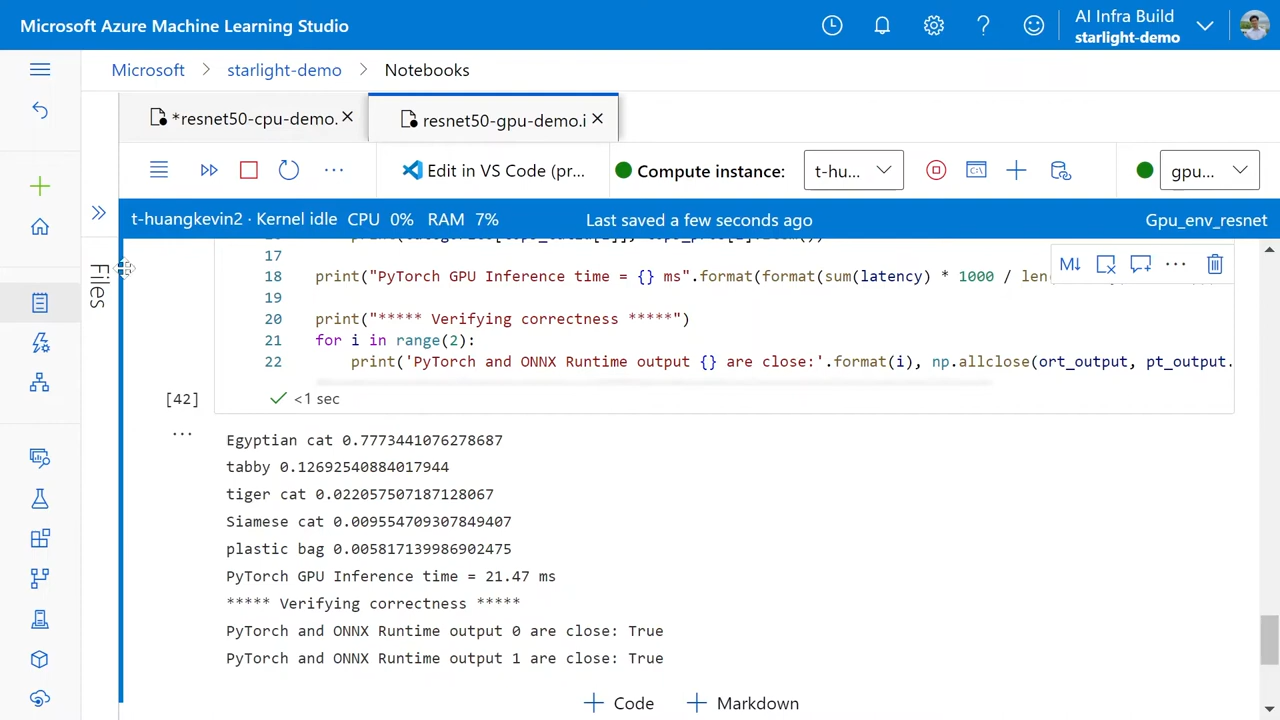 Microsoft Azure Machine Learning Studio
AI Infra Build
starlight-demo
Microsoft > starlight-demo > Notebooks
*resnet50-cpu-demo.
resnet50-gpu-demo.i
Edit in VS Code (pr...
Compute instance:
t-hu...
gpu...
t-huangkevin2 · Kernel idle CPU 0% RAM 7%
Last saved a few seconds ago
Gpu_env_resnet
Files
17
18 print("PyTorch GPU Inference time = {} ms".format(format(sum(latency) * 1000 / len
19
20 print("***** Verifying correctness *****")
21 for i in range(2):
22 print('PyTorch and ONNX Runtime output {} are close:'.format(i), np.allclose(ort_output, pt_output.
M↓
[42]
<1 sec
...
Egyptian cat 0.7773441076278687
tabby 0.12692540884017944
tiger cat 0.022057507187128067
Siamese cat 0.009554709307849407
plastic bag 0.005817139986902475
PyTorch GPU Inference time = 21.47 ms
***** Verifying correctness *****
PyTorch and ONNX Runtime output 0 are close: True
PyTorch and ONNX Runtime output 1 are close: True
+ Code + Markdown